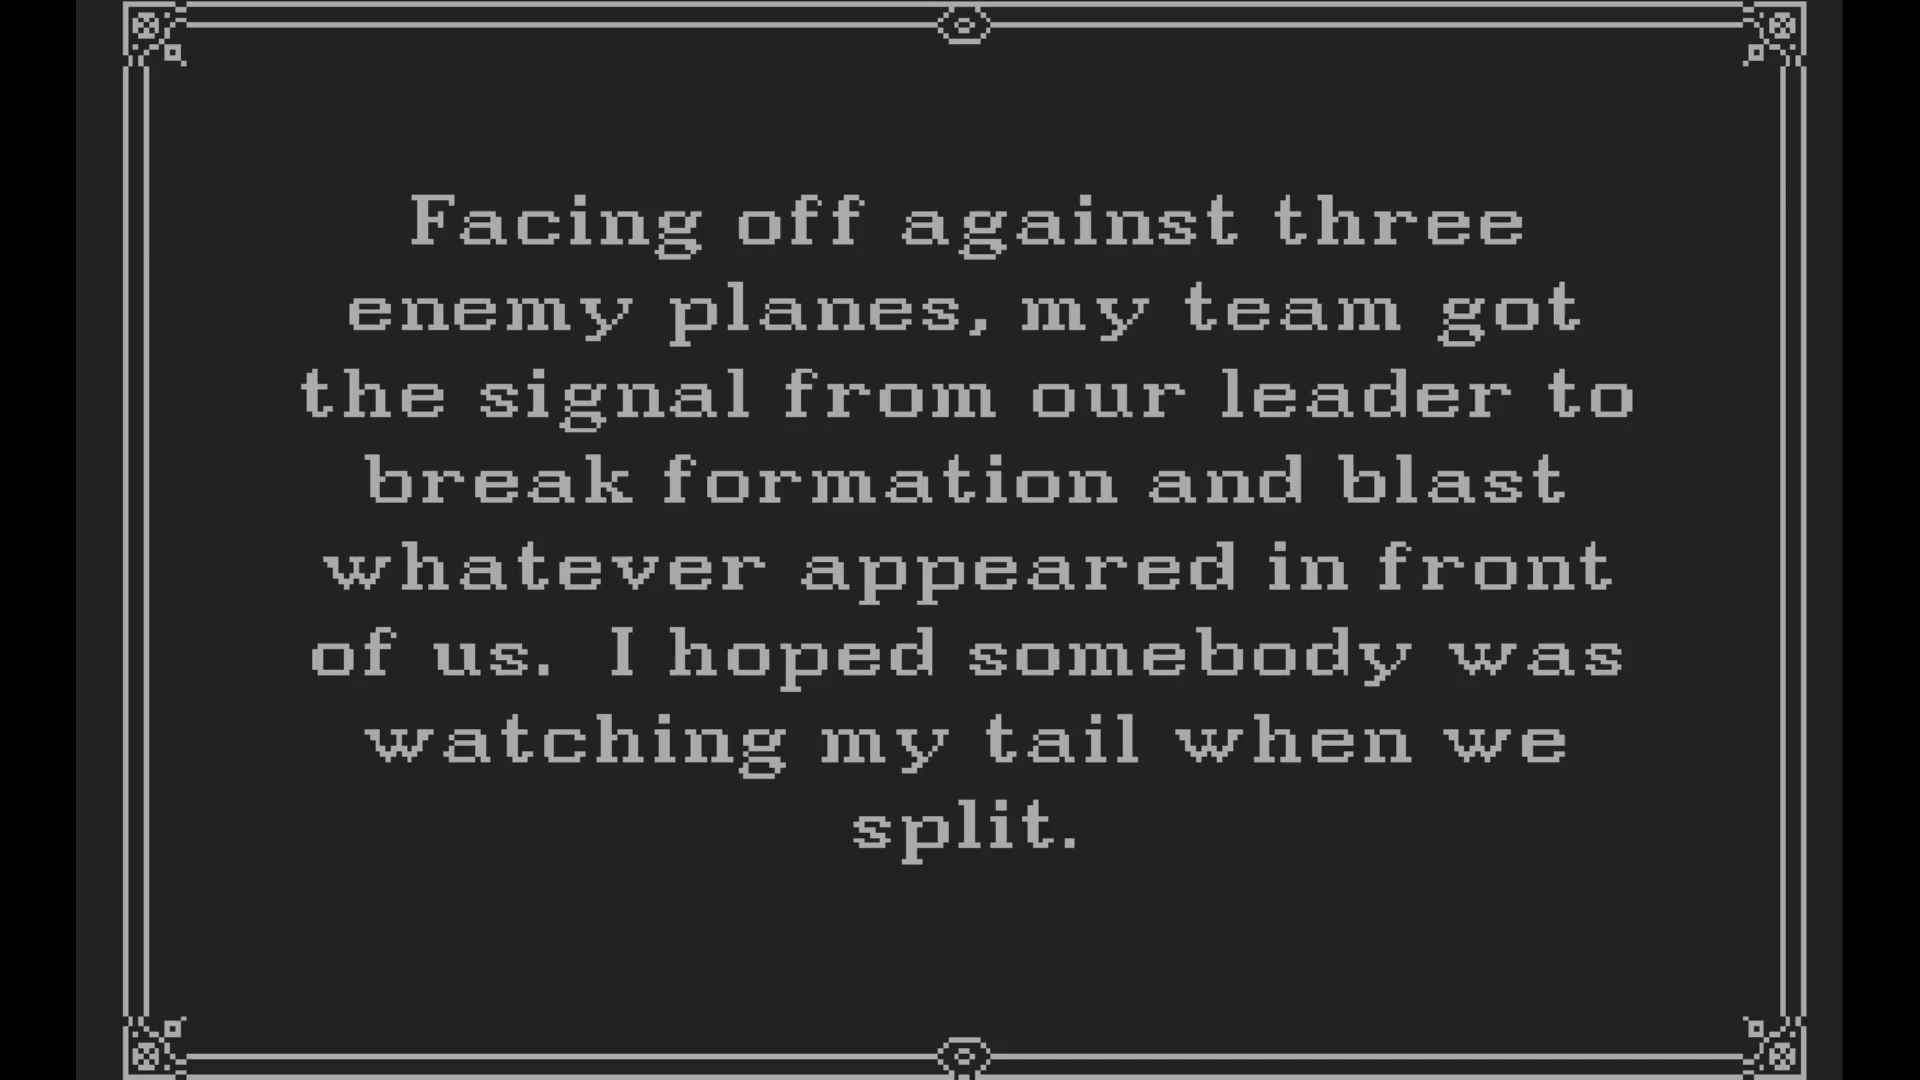 Facing off against three
enemy planes, my team got
the signal from our leader to
break formation and blast
whatever appeared in front
of us.  I hoped somebody was
watching my tail when we
split.